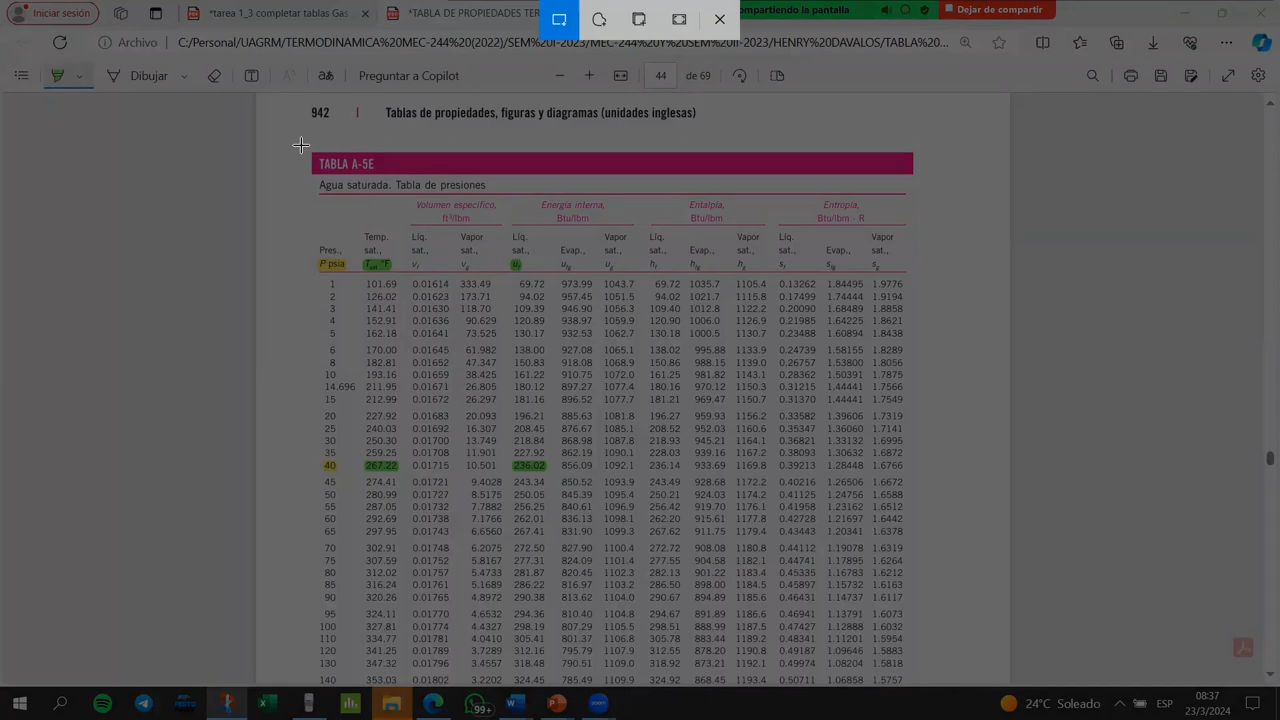 Iniciar sesión
*tarea 1_3 completar tablas Gas
*TABLA DE PROPIEDADES TER
compartiendo la pantalla
Dejar de compartir
Archivo
C:/Personal/UAGRM/TERMODINAMICA%20MEC-244%20(2022)/SEM%20I-2023/MEC-244%20Y%20SEM%20II-2023/HENRY%20DAVALOS/TABLA%20...
Dibujar
Preguntar a Copilot
44 de 69
942 | Tablas de propiedades, figuras y diagramas (unidades inglesas)
TABLA A-5E
Agua saturada. Tabla de presiones
Volumen específico, Energía interna, Entalpía, Entropía,
ft³/lbm Btu/lbm Btu/lbm Btu/lbm - R
Temp. Líq. Vapor Líq. Vapor Líq. Vapor Líq. Vapor
Pres., sat., sat., sat., sat., Evap., sat., sat., Evap., sat., sat., Evap., sat.,
P psia Tsat °F vf vg uf ufg ug hf hfg hg sf sfg sg
1 101.69 0.01614 333.49 69.72 973.99 1043.7 69.72 1035.7 1105.4 0.13262 1.84495 1.9776
2 126.02 0.01623 173.71 94.02 957.45 1051.5 94.02 1021.7 1115.8 0.17499 1.74444 1.9194
3 141.41 0.01630 118.70 109.39 946.90 1056.3 109.40 1012.8 1122.2 0.20090 1.68489 1.8858
4 152.91 0.01636 90.629 120.89 938.97 1059.9 120.90 1006.0 1126.9 0.21985 1.64225 1.8621
5 162.18 0.01641 73.525 130.17 932.53 1062.7 130.18 1000.5 1130.7 0.23488 1.60894 1.8438
6 170.00 0.01645 61.982 138.00 927.08 1065.1 138.02 995.88 1133.9 0.24739 1.58155 1.8289
8 182.81 0.01652 47.347 150.83 918.08 1068.9 150.86 988.15 1139.0 0.26757 1.53800 1.8056
10 193.16 0.01659 38.425 161.22 910.75 1072.0 161.25 981.82 1143.1 0.28362 1.50391 1.7875
14.696 211.95 0.01671 26.805 180.12 897.27 1077.4 180.16 970.12 1150.3 0.31215 1.44441 1.7566
15 212.99 0.01672 26.297 181.16 896.52 1077.7 181.21 969.47 1150.7 0.31370 1.44441 1.7549
20 227.92 0.01683 20.093 196.21 885.63 1081.8 196.27 959.93 1156.2 0.33582 1.39606 1.7319
25 240.03 0.01692 16.307 208.45 876.67 1085.1 208.52 952.03 1160.6 0.35347 1.36060 1.7141
30 250.30 0.01700 13.749 218.84 868.98 1087.8 218.93 945.21 1164.1 0.36821 1.33132 1.6995
35 259.25 0.01708 11.901 227.92 862.19 1090.1 228.03 939.16 1167.2 0.38093 1.30632 1.6872
40 267.22 0.01715 10.501 236.02 856.09 1092.1 236.14 933.69 1169.8 0.39213 1.28448 1.6766
45 274.41 0.01721 9.4028 243.34 850.52 1093.9 243.49 928.68 1172.2 0.40216 1.26506 1.6672
50 280.99 0.01727 8.5175 250.05 845.39 1095.4 250.21 924.03 1174.2 0.41125 1.24756 1.6588
55 287.05 0.01732 7.7882 256.25 840.61 1096.9 256.42 919.70 1176.1 0.41958 1.23162 1.6512
60 292.69 0.01738 7.1766 262.01 836.13 1098.1 262.20 915.61 1177.8 0.42728 1.21697 1.6442
65 297.95 0.01743 6.6560 267.41 831.90 1099.3 267.62 911.75 1179.4 0.43443 1.20341 1.6378
70 302.91 0.01748 6.2075 272.50 827.90 1100.4 272.72 908.08 1180.8 0.44112 1.19078 1.6319
75 307.59 0.01752 5.8167 277.31 824.09 1101.4 277.55 904.58 1182.1 0.44741 1.17895 1.6264
80 312.02 0.01757 5.4733 281.87 820.45 1102.3 282.13 901.22 1183.4 0.45335 1.16783 1.6212
85 316.24 0.01761 5.1689 286.22 816.97 1103.2 286.50 898.00 1184.5 0.45897 1.15732 1.6163
90 320.26 0.01765 4.8972 290.38 813.62 1104.0 290.67 894.89 1185.6 0.46431 1.14737 1.6117
95 324.11 0.01770 4.6532 294.36 810.40 1104.8 294.67 891.89 1186.6 0.46941 1.13791 1.6073
100 327.81 0.01774 4.4327 298.19 807.29 1105.5 298.51 888.99 1187.5 0.47427 1.12888 1.6032
110 334.77 0.01781 4.0410 305.41 801.37 1106.8 305.78 883.44 1189.2 0.48341 1.11201 1.5954
120 341.25 0.01789 3.7289 312.16 795.79 1107.9 312.55 878.20 1190.8 0.49187 1.09646 1.5883
130 347.32 0.01796 3.4557 318.48 790.51 1109.0 318.92 873.21 1192.1 0.49974 1.08204 1.5818
140 353.03 0.01802 3.2202 324.45 785.49 1109.9 324.92 868.45 1193.4 0.50711 1.06858 1.5757
99+
24°C Soleado
ESP
08:37
23/3/2024